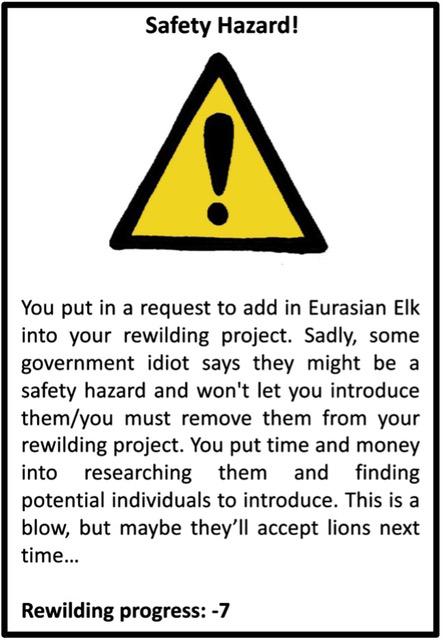 Safety Hazard!
!
You put in a request to add in Eurasian Elk
into your rewilding project. Sadly, some
government idiot says they might be a
safety hazard and won't let you introduce
them/you must remove them from your
rewilding project. You put time and money
into researching them and finding
potential individuals to introduce. This is a
blow, but maybe they’ll accept lions next
time...
Rewilding progress: -7